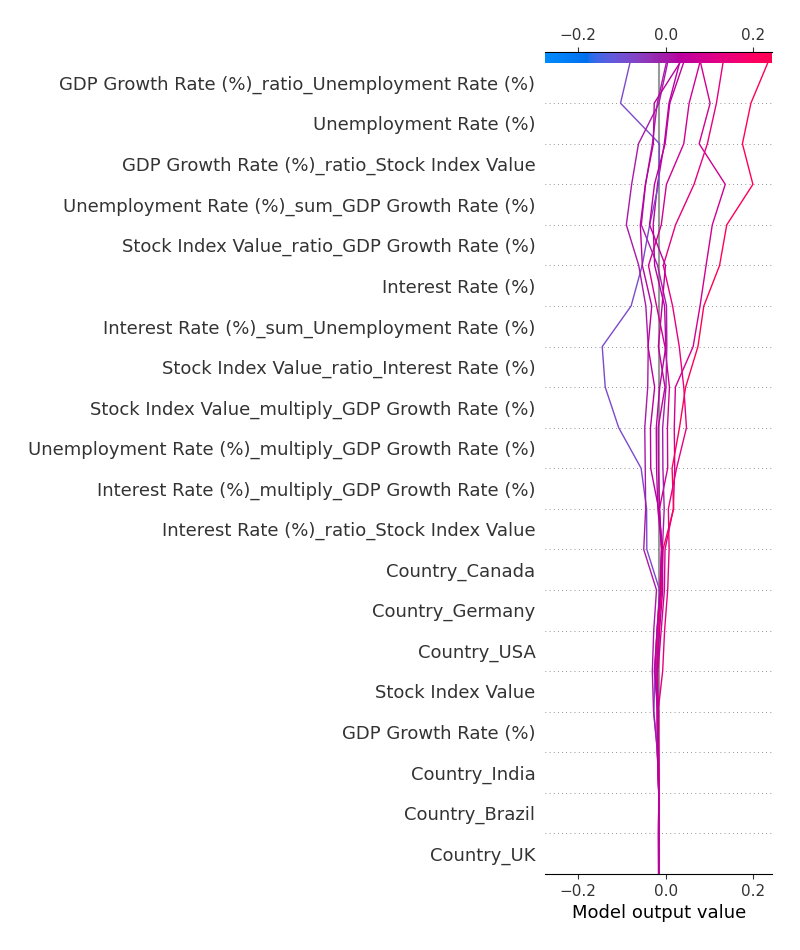 −0.2 0.0 0.2
GDP Growth Rate (%)_ratio_Unemployment Rate (%)
Unemployment Rate (%)
GDP Growth Rate (%)_ratio_Stock Index Value
Unemployment Rate (%)_sum_GDP Growth Rate (%)
Stock Index Value_ratio_GDP Growth Rate (%)
Interest Rate (%)
Interest Rate (%)_sum_Unemployment Rate (%)
Stock Index Value_ratio_Interest Rate (%)
Stock Index Value_multiply_GDP Growth Rate (%)
Unemployment Rate (%)_multiply_GDP Growth Rate (%)
Interest Rate (%)_multiply_GDP Growth Rate (%)
Interest Rate (%)_ratio_Stock Index Value
Country_Canada
Country_Germany
Country_USA
Stock Index Value
GDP Growth Rate (%)
Country_India
Country_Brazil
Country_UK
−0.2 0.0 0.2
Model output value